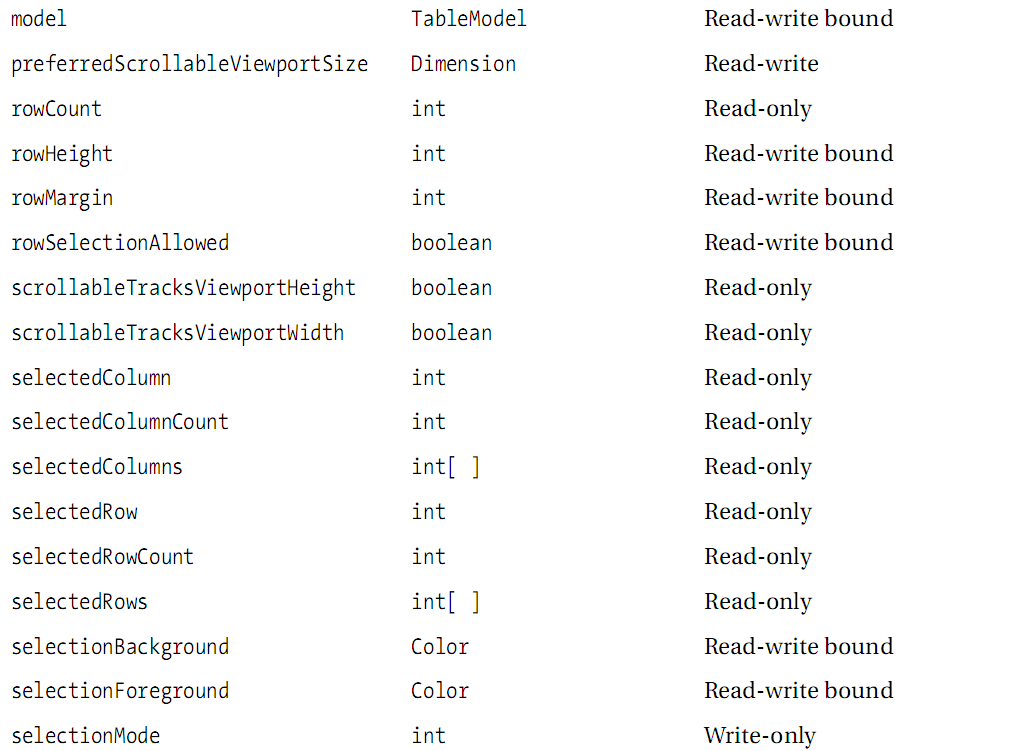 model TableModel Read-write bound
preferredScrollableViewportSize Dimension Read-write
rowCount int Read-only
rowHeight int Read-write bound
rowMargin int Read-write bound
rowSelectionAllowed boolean Read-write bound
scrollableTracksViewportHeight boolean Read-only
scrollableTracksViewportWidth boolean Read-only
selectedColumn int Read-only
selectedColumnCount int Read-only
selectedColumns int[ ] Read-only
selectedRow int Read-only
selectedRowCount int Read-only
selectedRows int[ ] Read-only
selectionBackground Color Read-write bound
selectionForeground Color Read-write bound
selectionMode int Write-only